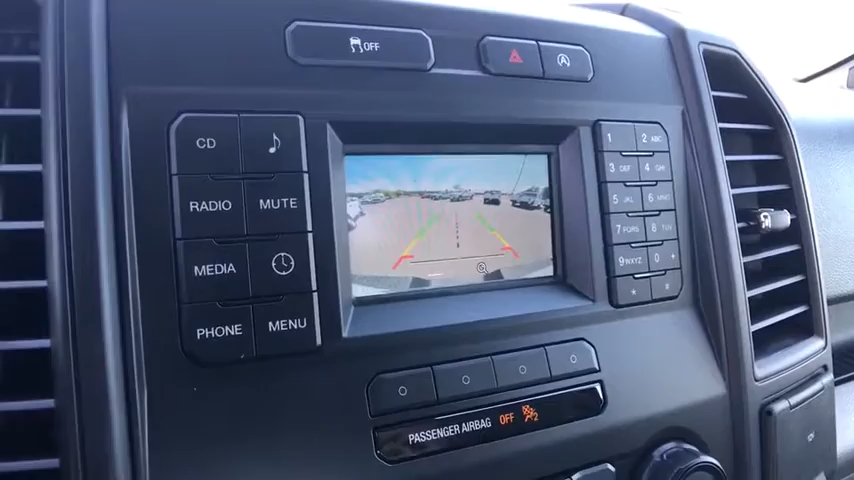 OFF
A
CD
RADIO MUTE
MEDIA
PHONE MENU
1 2 ABC
3 DEF 4 GHI
5 JKL 6 MNO
7 PQRS 8 TUV
9 WXYZ 0 +
* #
PASSENGER AIRBAG OFF 2